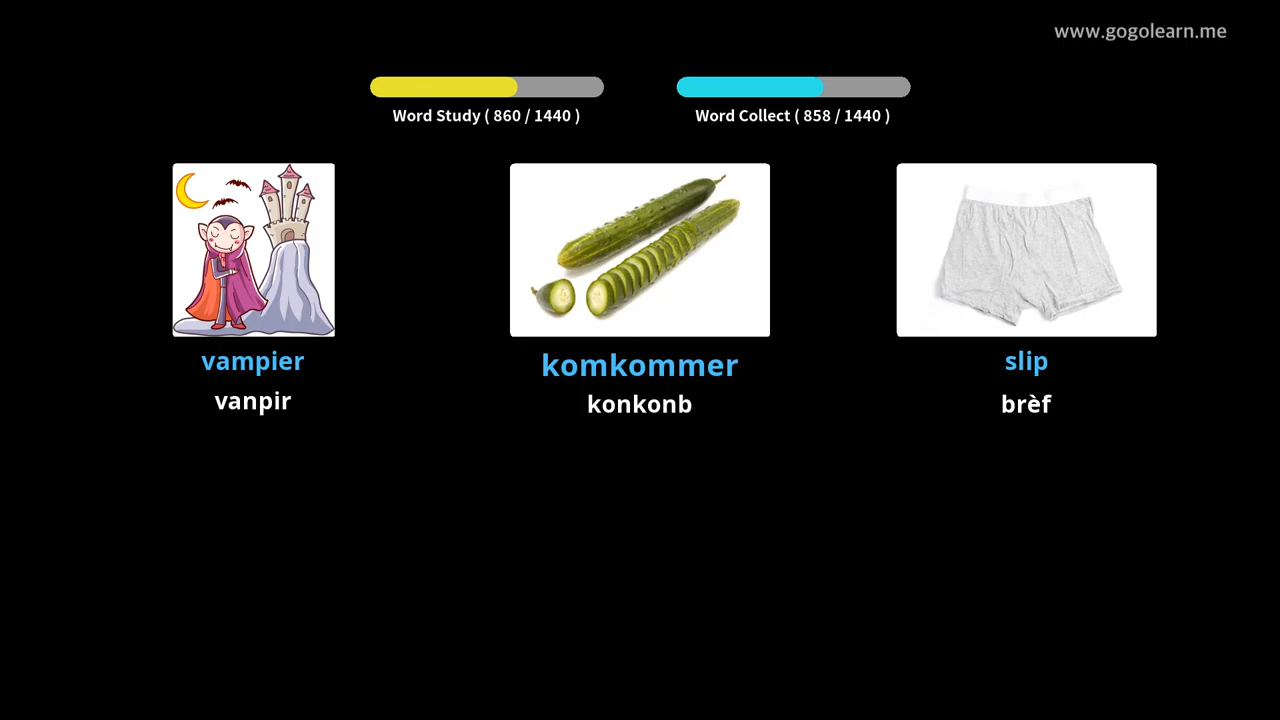 www.gogolearn.me
Word Study ( 860 / 1440 )
Word Collect ( 858 / 1440 )
vampier
komkommer
slip
vanpir
konkonb
brèf